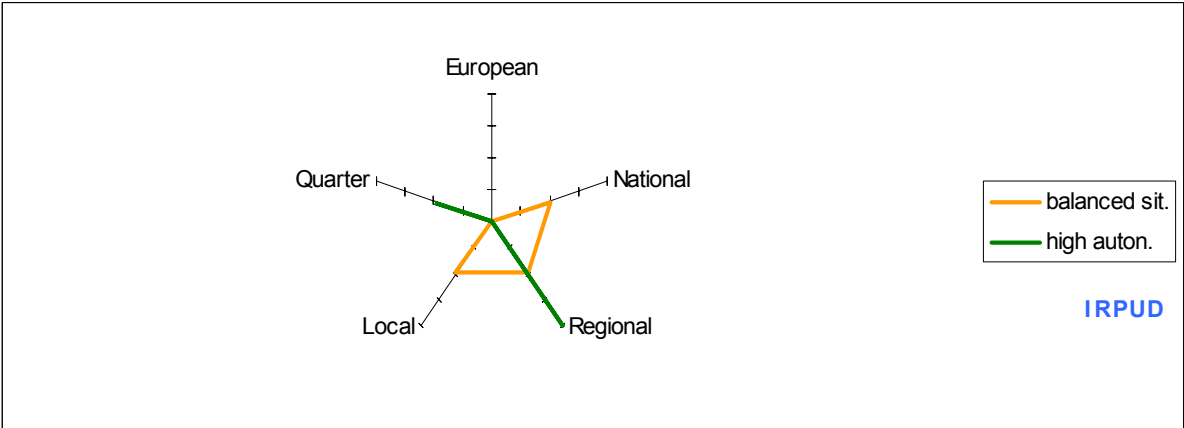 European
Quarter
National
balanced sit.
high auton.
IRPUD
Local
Regional